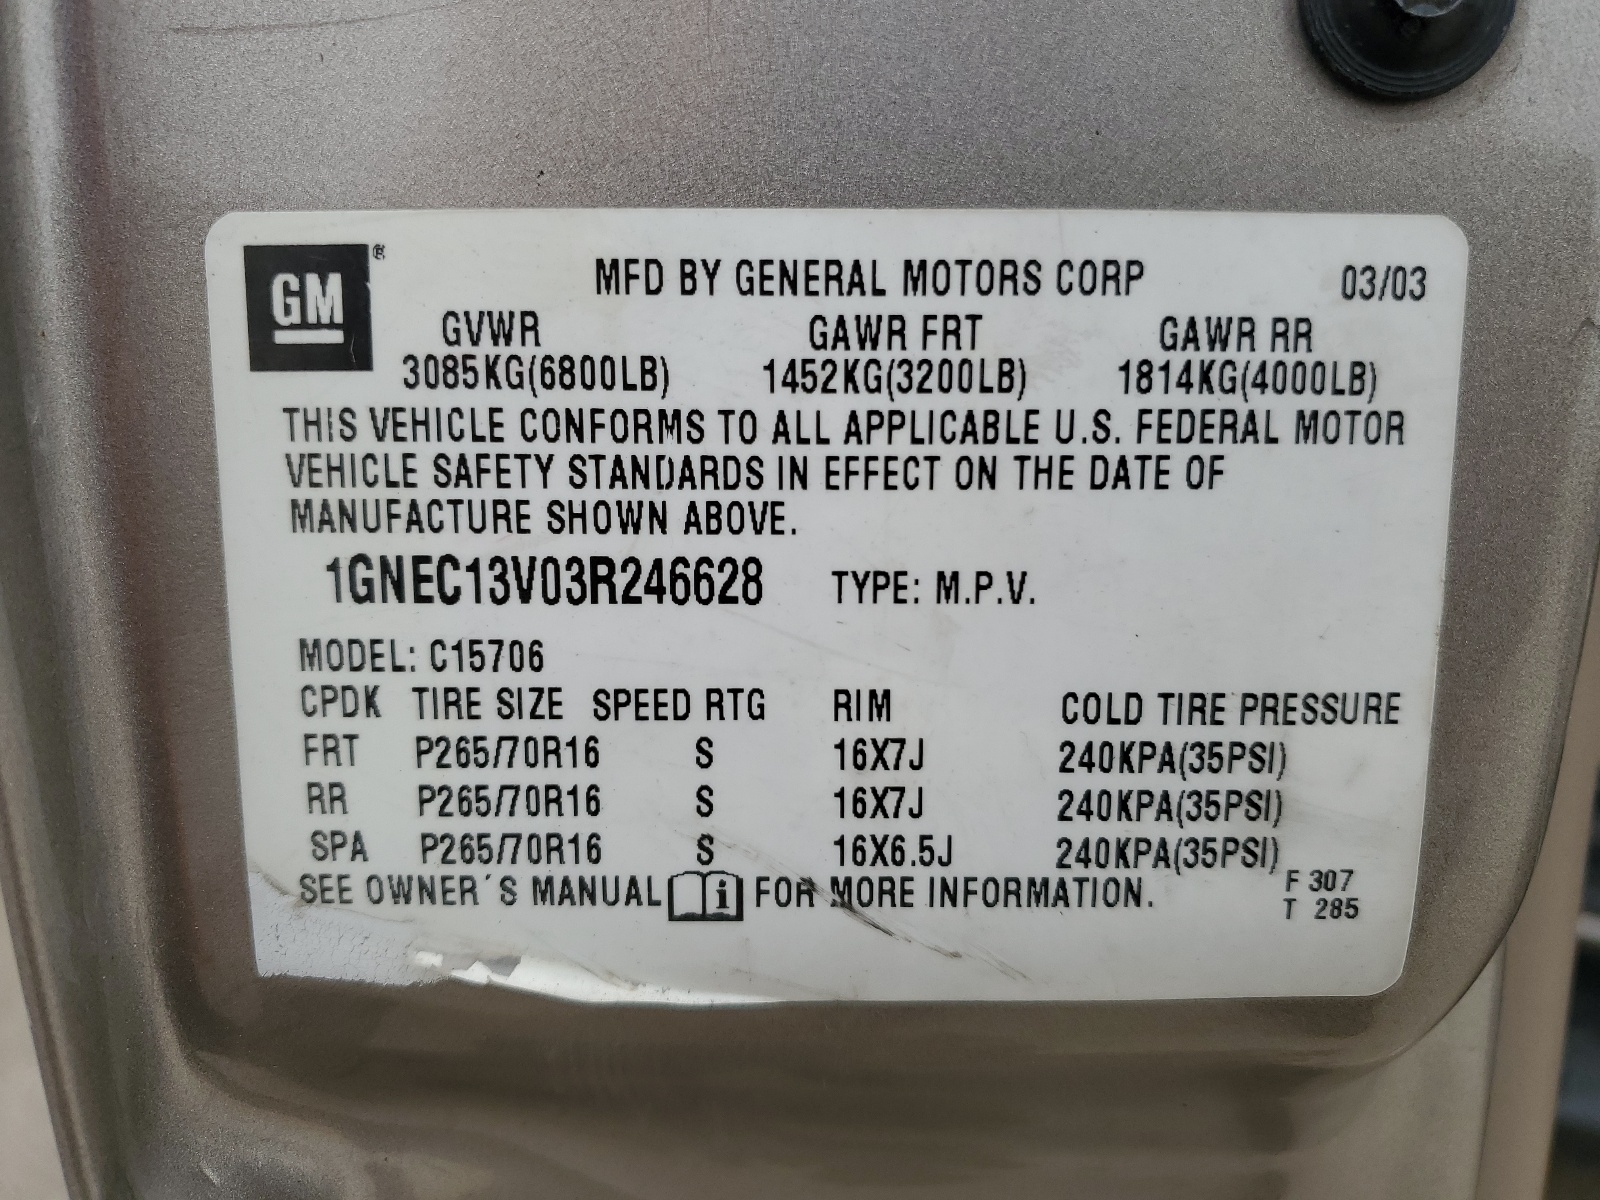 GM ®
MFD BY GENERAL MOTORS CORP 03/03
GVWR GAWR FRT GAWR RR
3085KG(6800LB) 1452KG(3200LB) 1814KG(4000LB)
THIS VEHICLE CONFORMS TO ALL APPLICABLE U.S. FEDERAL MOTOR
VEHICLE SAFETY STANDARDS IN EFFECT ON THE DATE OF
MANUFACTURE SHOWN ABOVE.
1GNEC13V03R246628 TYPE: M.P.V.
MODEL: C15706
CPDK TIRE SIZE SPEED RTG RIM COLD TIRE PRESSURE
FRT P265/70R16 S 16X7J 240KPA(35PSI)
RR P265/70R16 S 16X7J 240KPA(35PSI)
SPA P265/70R16 S 16X6.5J 240KPA(35PSI)
SEE OWNER´S MANUAL i FOR MORE INFORMATION.
F 307
T 285